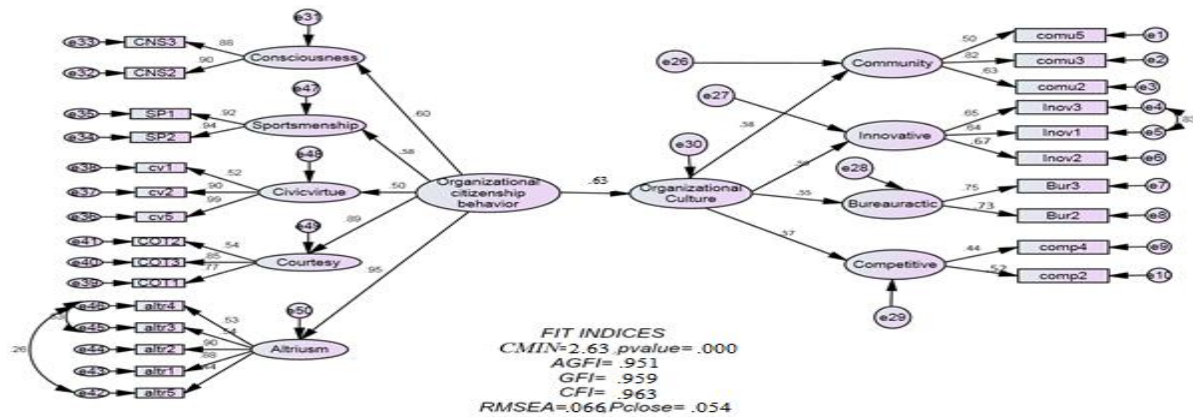 e31
e33 CNS3 .88
Consciousness
e32 CNS2 .90
e47
e35 SP1 .92
Sportsmenship
e34 SP2 .94
e48
e38 cv1 .52
e37 cv2 .90
Civicvirtue
e36 cv5 .99
e49
e41 COT2 .54
e40 COT3 .85
Courtesy
e39 COT1 .77
e50
e46 altr4 .53
e45 altr3 .54
e44 altr2 .90
Altriusm
e43 altr1 .88
e42 altr5
.26
.60
.58
.50
.89
.95
Organizational
citizenship
behavior
.63
e30
Organizational
Culture
.58
.55
.57
e26
Community
.50 comu5 e1
.82 comu3 e2
.63 comu2 e3
e27
Innovative
.65 Inov3 e4
.64 Inov1 e5
.67 Inov2 e6
e28
Bureauractic
.75 Bur3 e7
.73 Bur2 e8
Competitive
.44 comp4 e9
.52 comp2 e10
e29
FIT INDICES
CMIN=2.63,pvalue= .000
AGFI= .951
GFI= .959
CFI= .963
RMSEA=.066,Pclose= .054